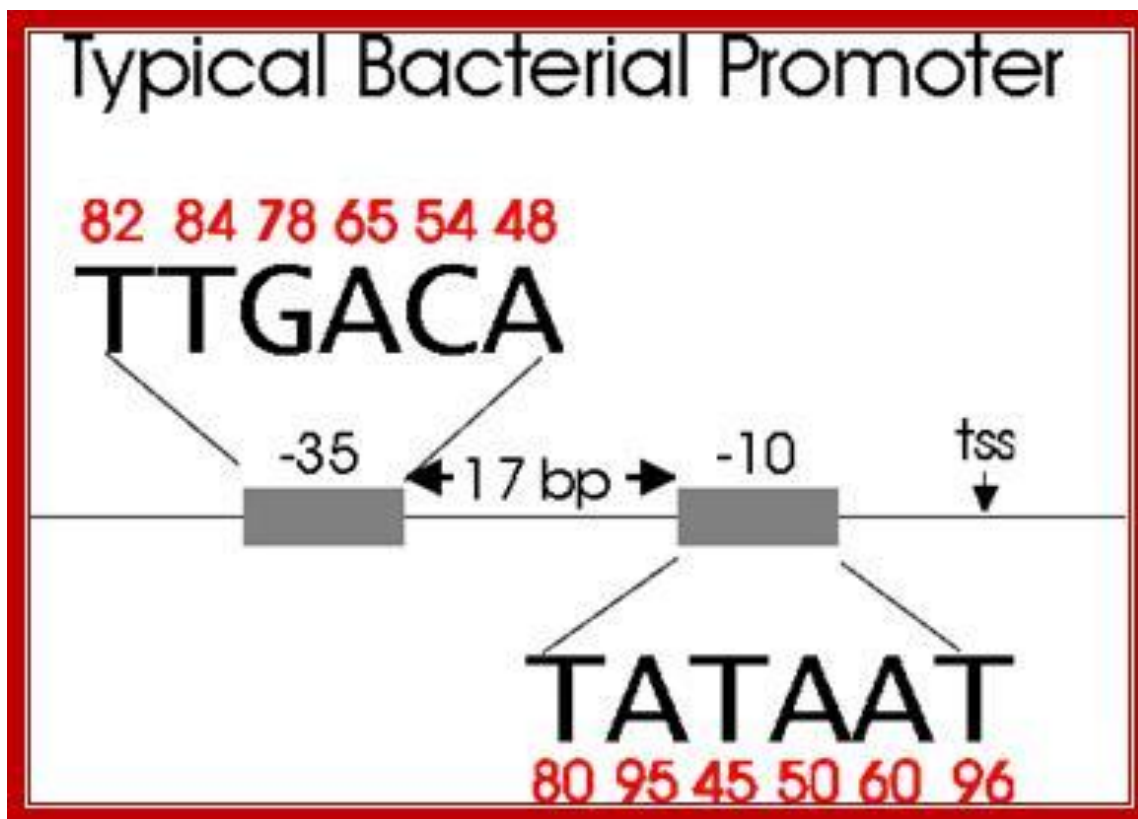 Typical Bacterial Promoter
82 84 78 65 54 48
TTGACA
-35
17 bp
-10
tss
TATAAT
80 95 45 50 60 96